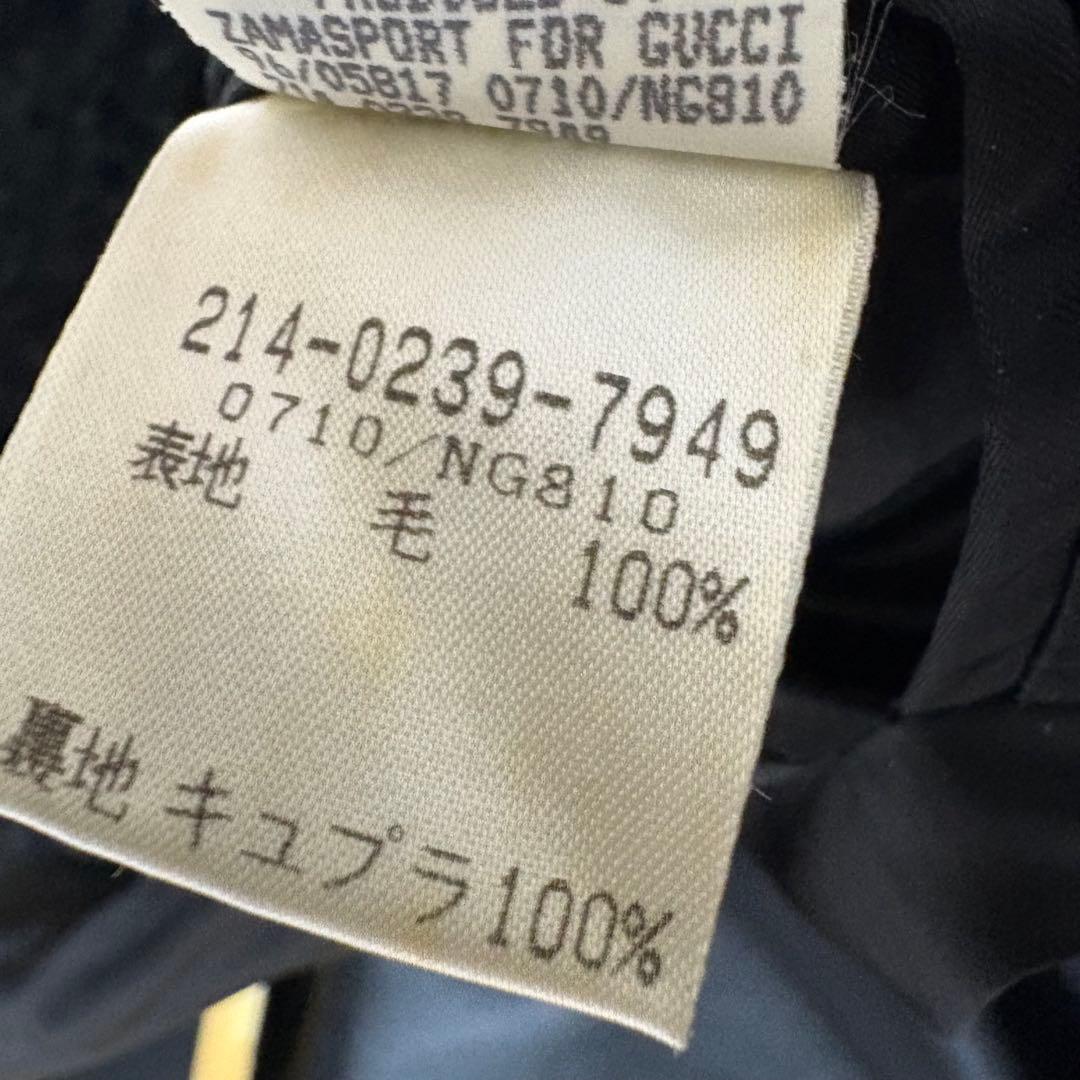 ZAMASPORT FOR GUCCI
/05817 0710/NG810
214-0239-7949
0710/NG810
表地 毛 100%
裏地 キュプラ100%